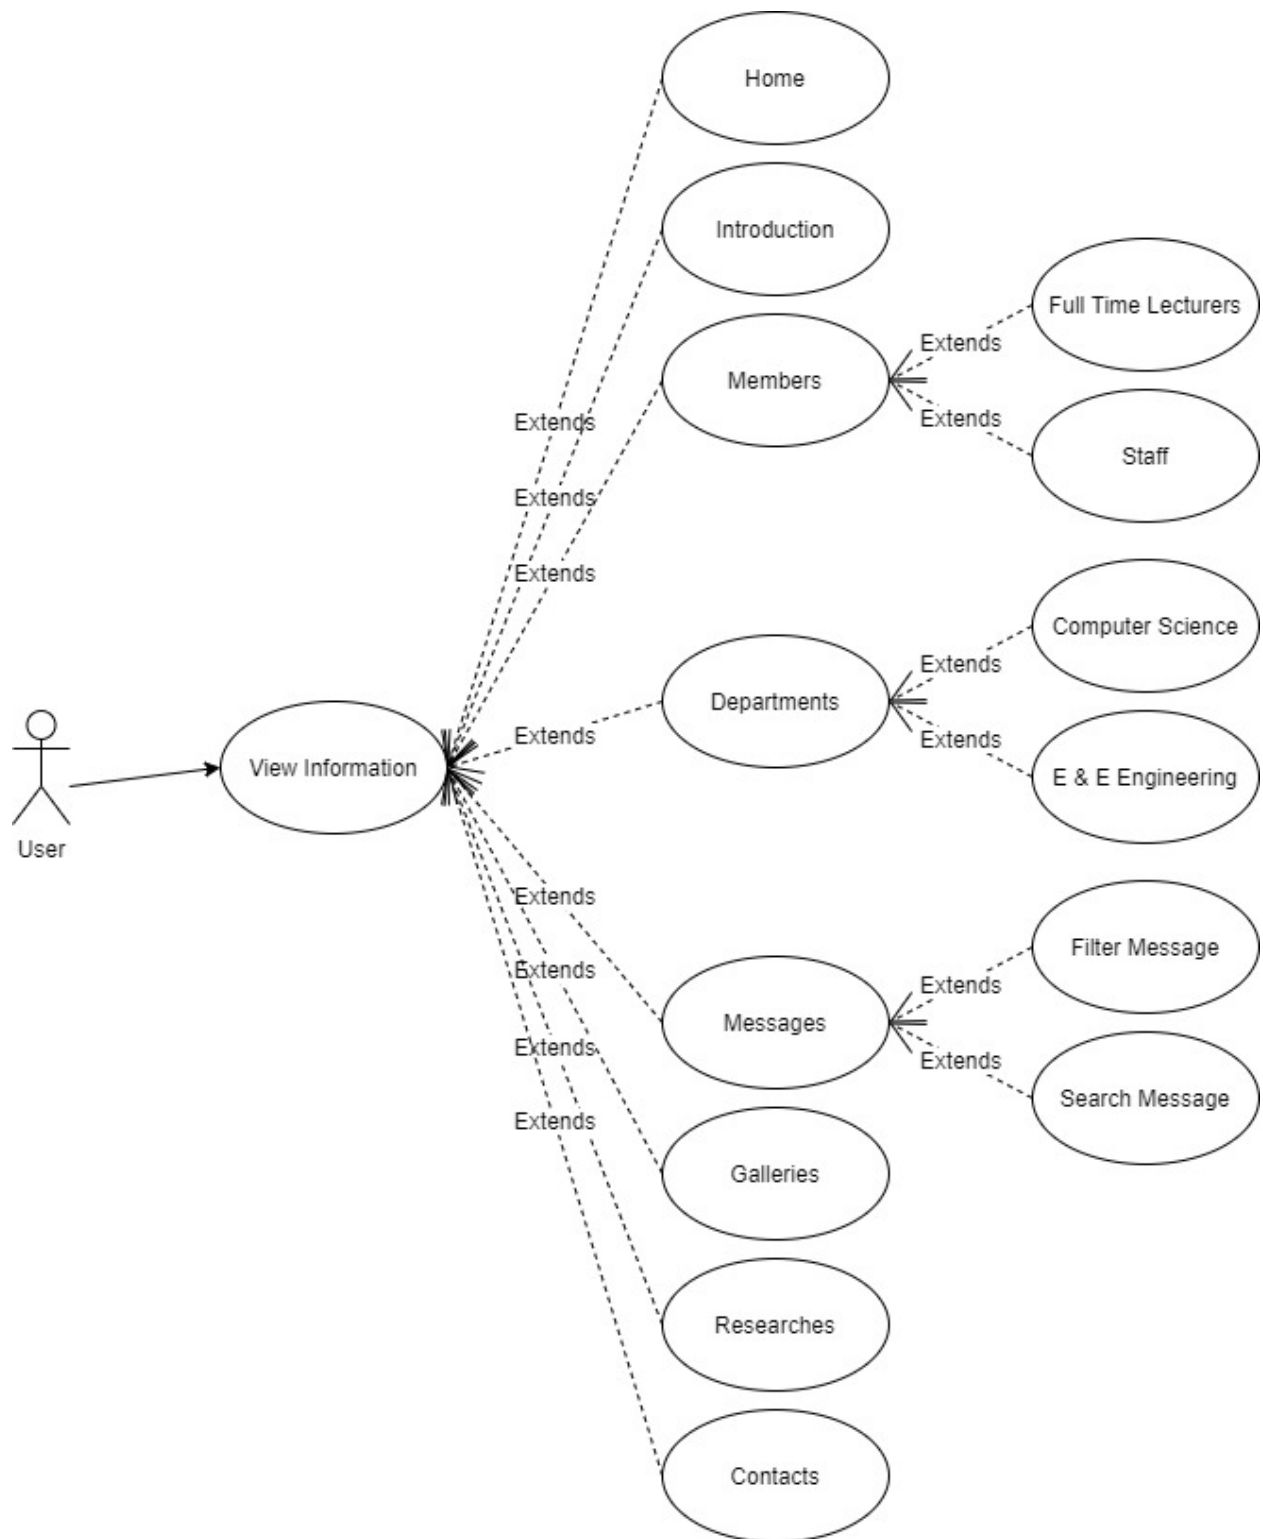 Home
Introduction
Full Time Lecturers
Extends
Members
Extends
Staff
Extends
Extends
Extends
Computer Science
Extends
Departments
Extends
Extends
E & E Engineering
View Information
User
Extends
Filter Message
Extends
Extends
Messages
Extends
Extends
Search Message
Extends
Galleries
Researches
Contacts